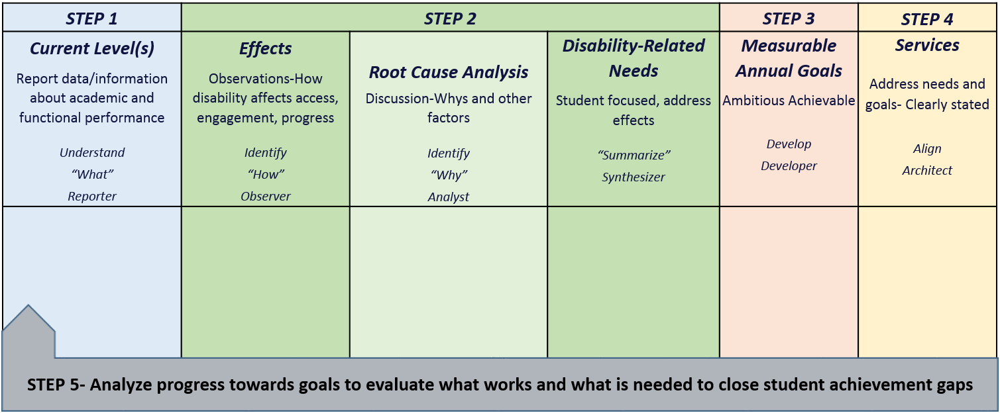 STEP 1
STEP 2
STEP 3
STEP 4
Current Level(s)
Report data/information
about academic and
functional performance
Understand
“What”
Reporter
Effects
Observations-How
disability affects access,
engagement, progress
Identify
“How”
Observer
Root Cause Analysis
Discussion-Whys and other
factors
Identify
“Why”
Analyst
Disability-Related
Needs
Student focused, address
effects
“Summarize”
Synthesizer
Measurable
Annual Goals
Ambitious Achievable
Develop
Developer
Services
Address needs and
goals- Clearly stated
Align
Architect
STEP 5- Analyze progress towards goals to evaluate what works and what is needed to close student achievement gaps